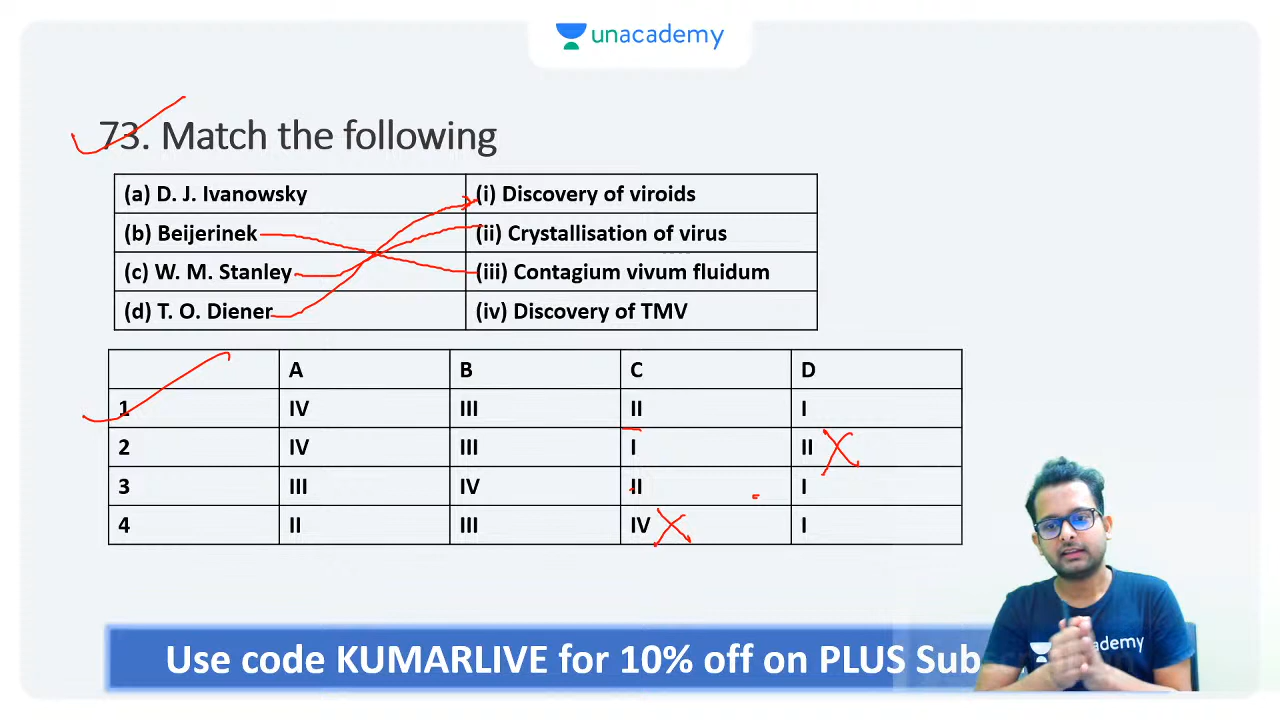 unacademy
73. Match the following
(a) D. J. Ivanowsky (i) Discovery of viroids
(b) Beijerinek (ii) Crystallisation of virus
(c) W. M. Stanley (iii) Contagium vivum fluidum
(d) T. O. Diener (iv) Discovery of TMV
A B C D
1 IV III II I
2 IV III I II
3 III IV II I
4 II III IV I
Use code KUMARLIVE for 10% off on PLUS Sub